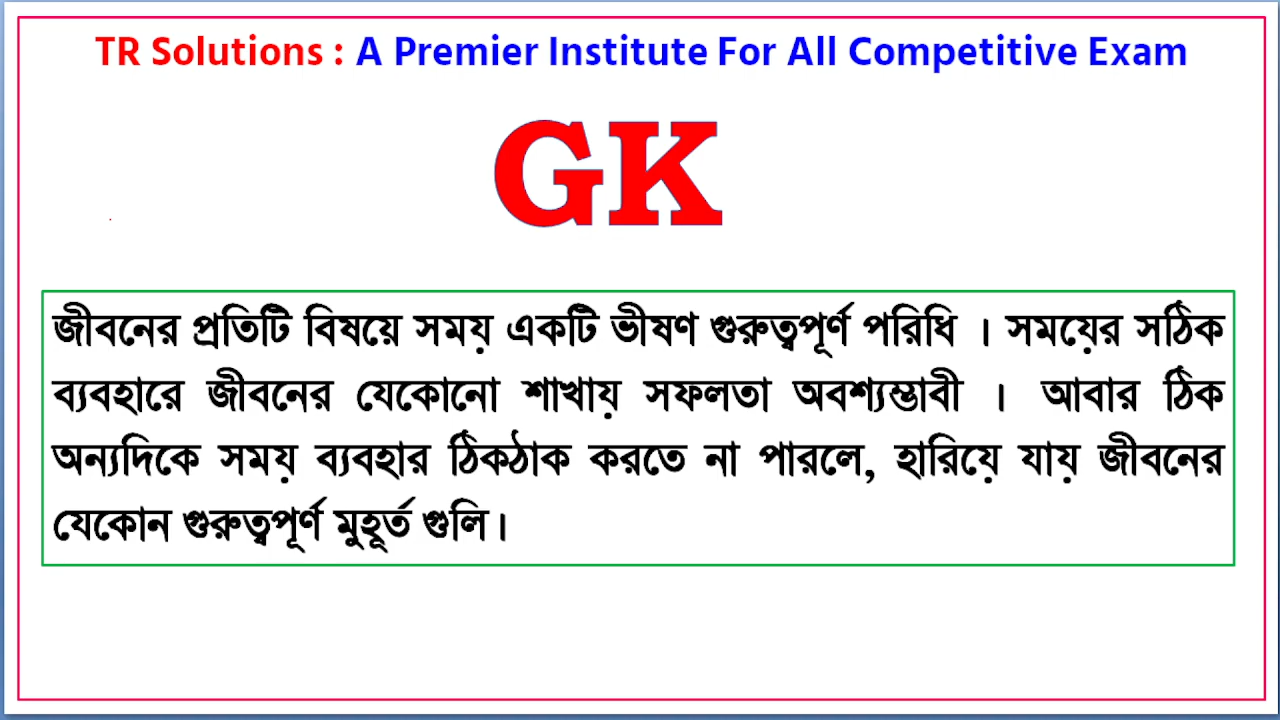 TR Solutions : A Premier Institute For All Competitive Exam
GK
জীবনের প্রতিটি বিষয়ে সময় একটি ভীষণ গুরুত্বপূর্ণ পরিধি । সময়ের সঠিক
ব্যবহারে জীবনের যেকোনো শাখায় সফলতা অবশ্যম্ভাবী । আবার ঠিক
অন্যদিকে সময় ব্যবহার ঠিকঠাক করতে না পারলে, হারিয়ে যায় জীবনের
যেকোন গুরুত্বপূর্ণ মুহূর্ত গুলি।